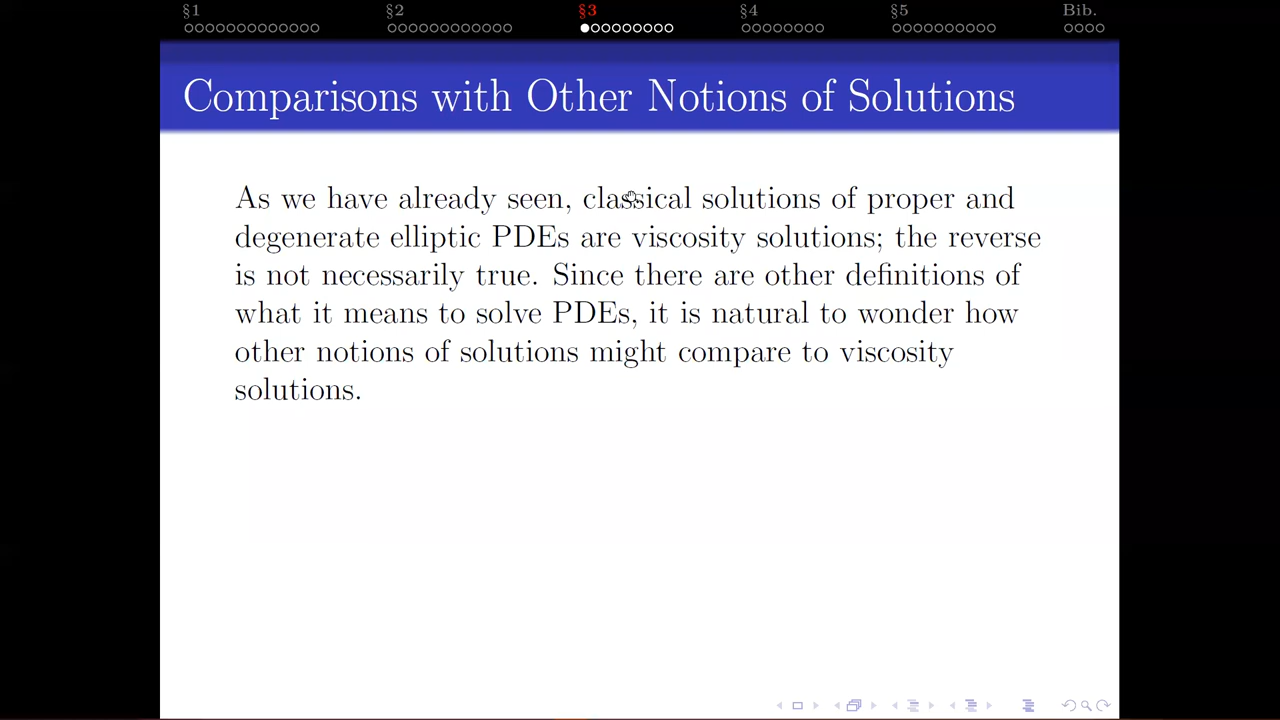 §1 §2 §3 §4 §5 Bib.
Comparisons with Other Notions of Solutions
As we have already seen, classical solutions of proper and
degenerate elliptic PDEs are viscosity solutions; the reverse
is not necessarily true. Since there are other definitions of
what it means to solve PDEs, it is natural to wonder how
other notions of solutions might compare to viscosity
solutions.